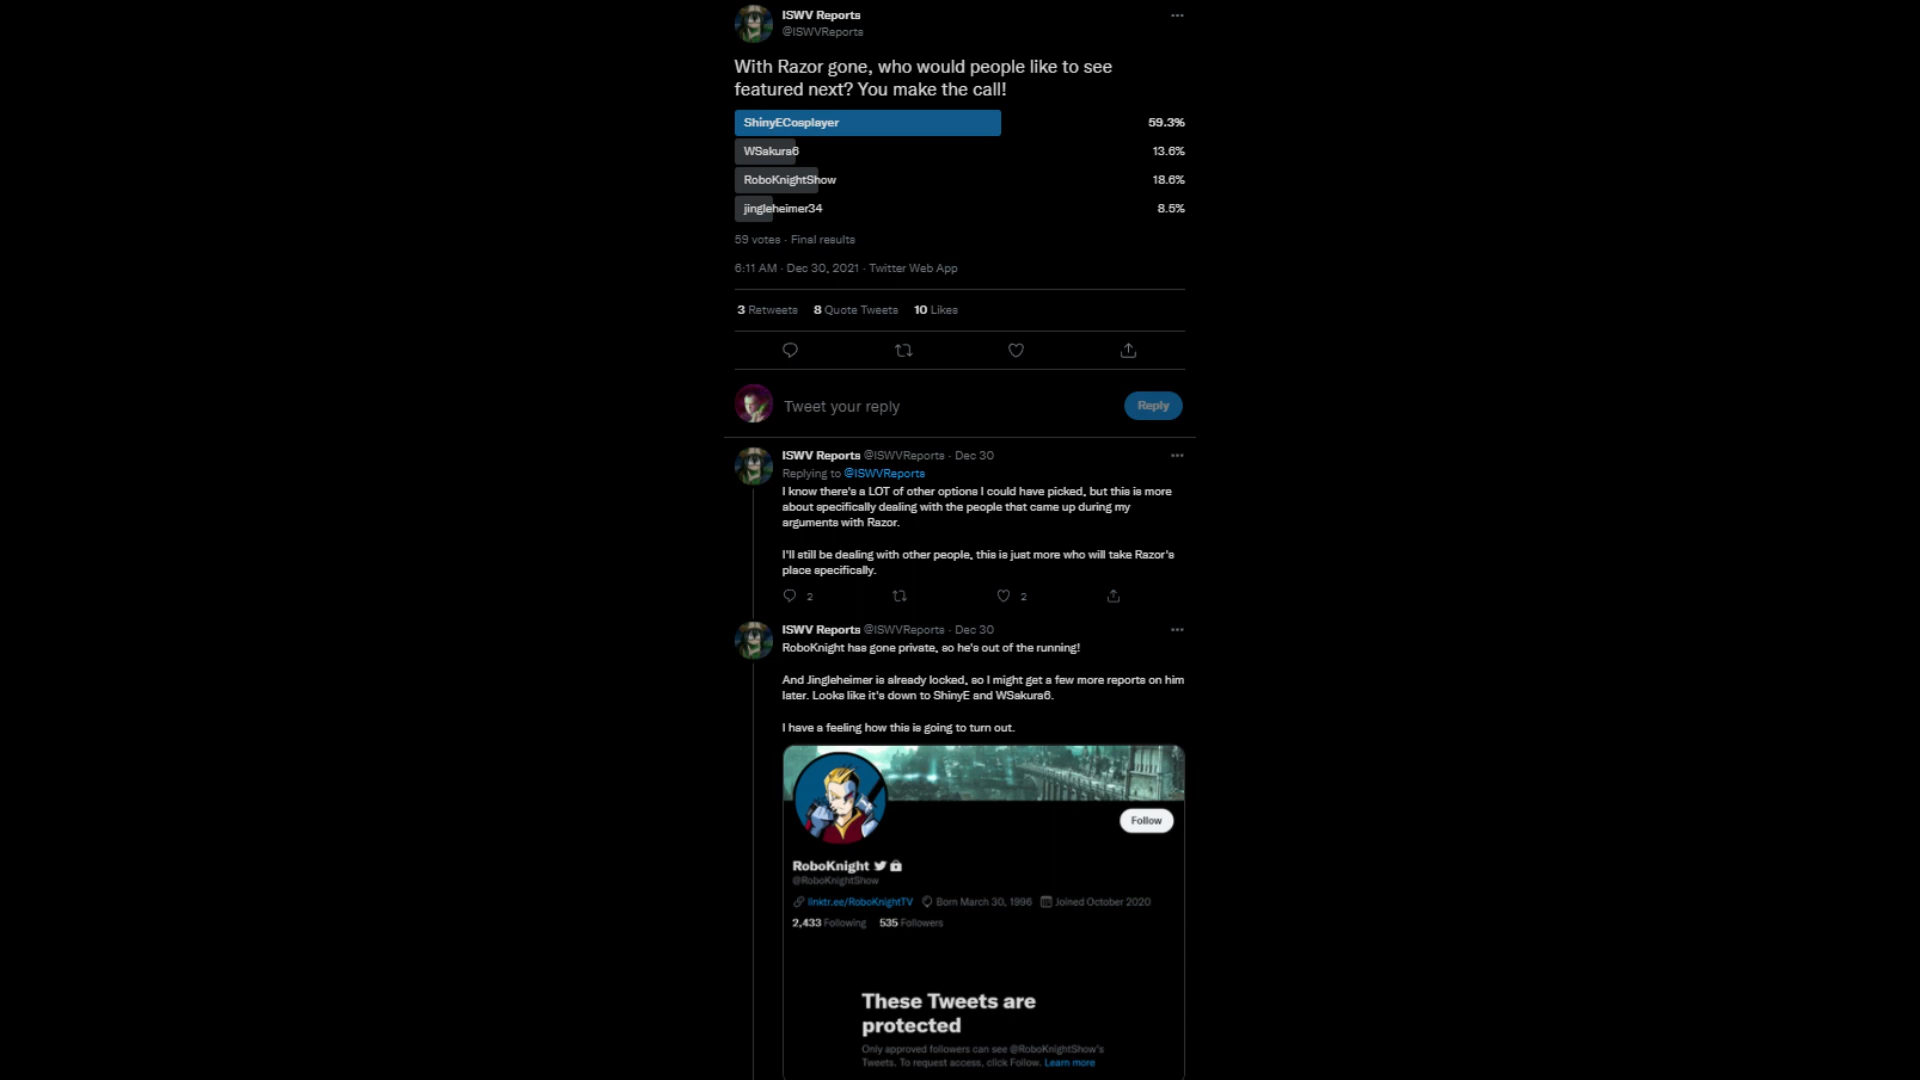 ISWV Reports
@ISWVReports
With Razor gone, who would people like to see
featured next? You make the call!
ShinyECosplayer 59.3%
WSakura6 13.6%
RoboKnightShow 18.6%
jingleheimer34 8.5%
59 votes · Final results
6:11 AM · Dec 30, 2021 · Twitter Web App
3 Retweets 8 Quote Tweets 10 Likes
Tweet your reply Reply
ISWV Reports @ISWVReports · Dec 30
Replying to @ISWVReports
I know there's a LOT of other options I could have picked, but this is more
about specifically dealing with the people that came up during my
arguments with Razor.
I'll still be dealing with other people, this is just more who will take Razor's
place specifically.
2 2
ISWV Reports @ISWVReports · Dec 30
RoboKnight has gone private, so he's out of the running!
And Jingleheimer is already locked, so I might get a few more reports on him
later. Looks like it's down to ShinyE and WSakura6.
I have a feeling how this is going to turn out.
Follow
RoboKnight
@RoboKnightShow
linktr.ee/RoboKnightTV Born March 30, 1996 Joined October 2020
2,433 Following 535 Followers
These Tweets are
protected
Only approved followers can see @RoboKnightShow's
Tweets. To request access, click Follow. Learn more